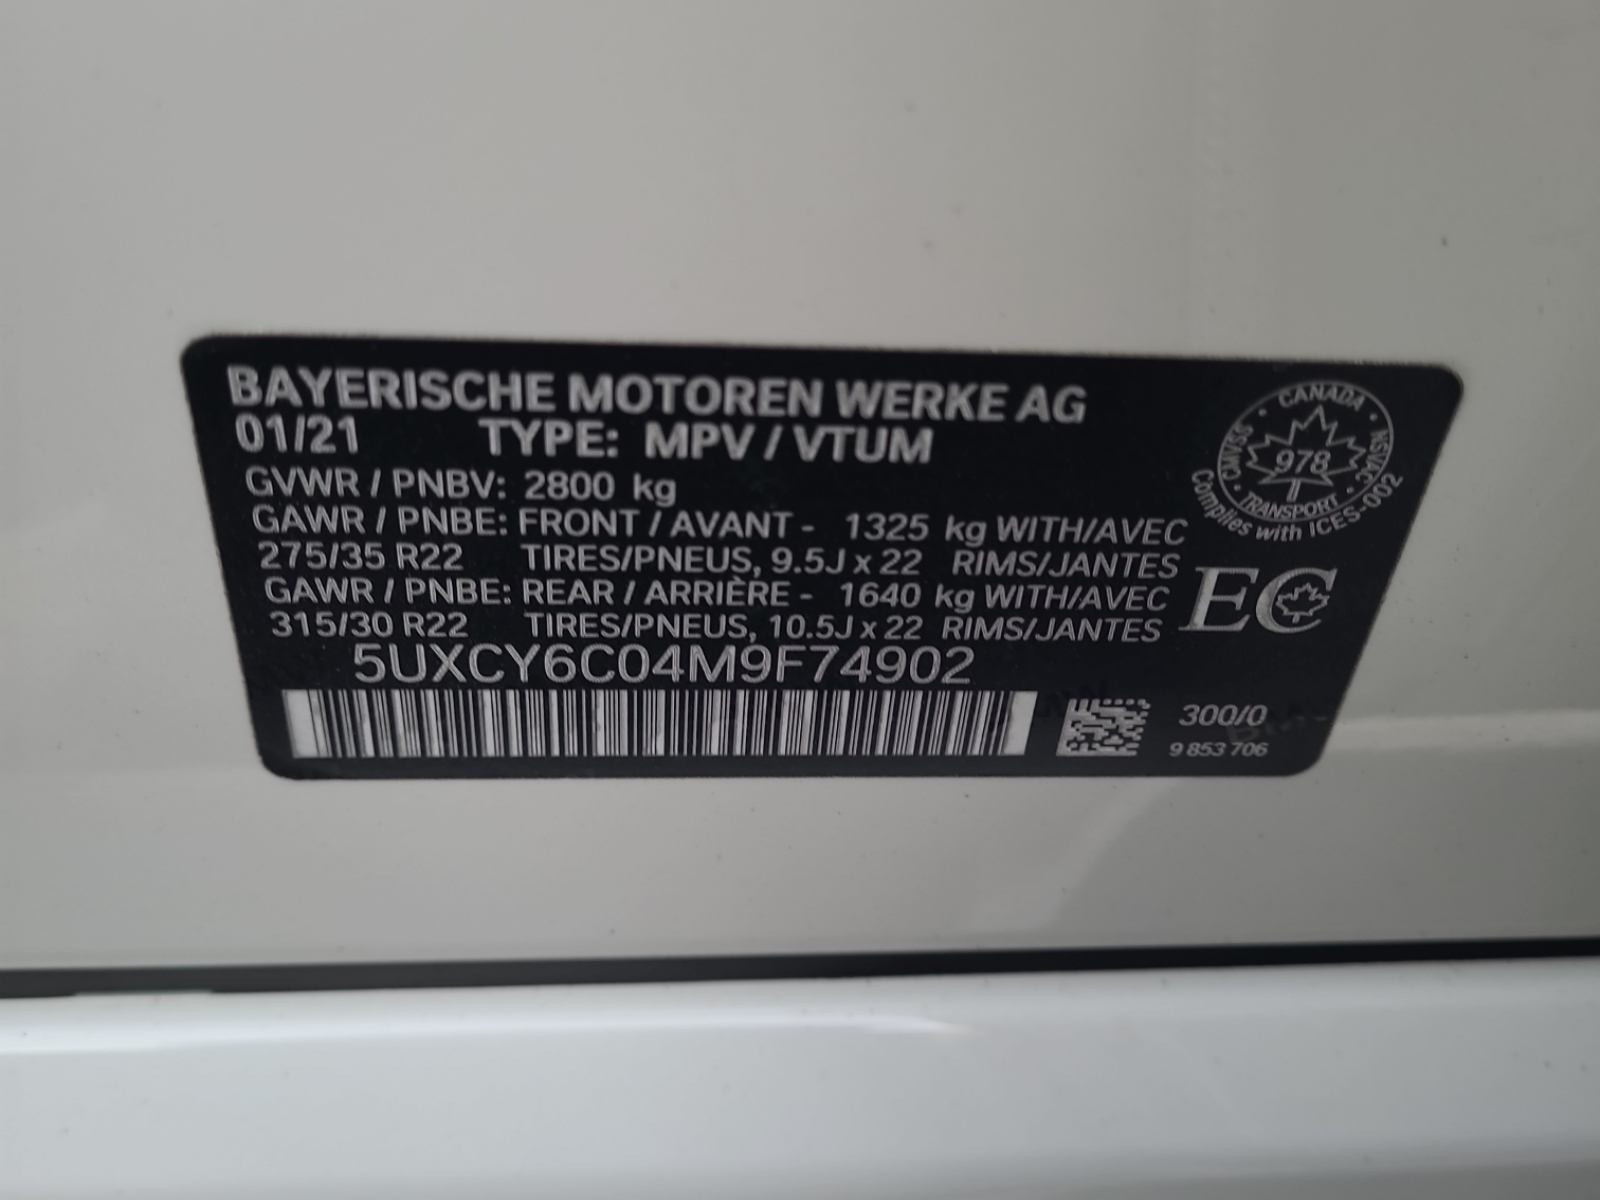 BAYERISCHE MOTOREN WERKE AG
01/21 TYPE: MPV / VTUM
GVWR / PNBV: 2800 kg
GAWR / PNBE: FRONT / AVANT - 1325 kg WITH/AVEC
275/35 R22 TIRES/PNEUS, 9.5J x 22 RIMS/JANTES
GAWR / PNBE: REAR / ARRIÈRE - 1640 kg WITH/AVEC
315/30 R22 TIRES/PNEUS, 10.5J x 22 RIMS/JANTES
5UXCY6C04M9F74902
CANADA
NSVAC
TRANSPORT
CMVSS
978
Complies with ICES-002
EC
300/0
9 853 706